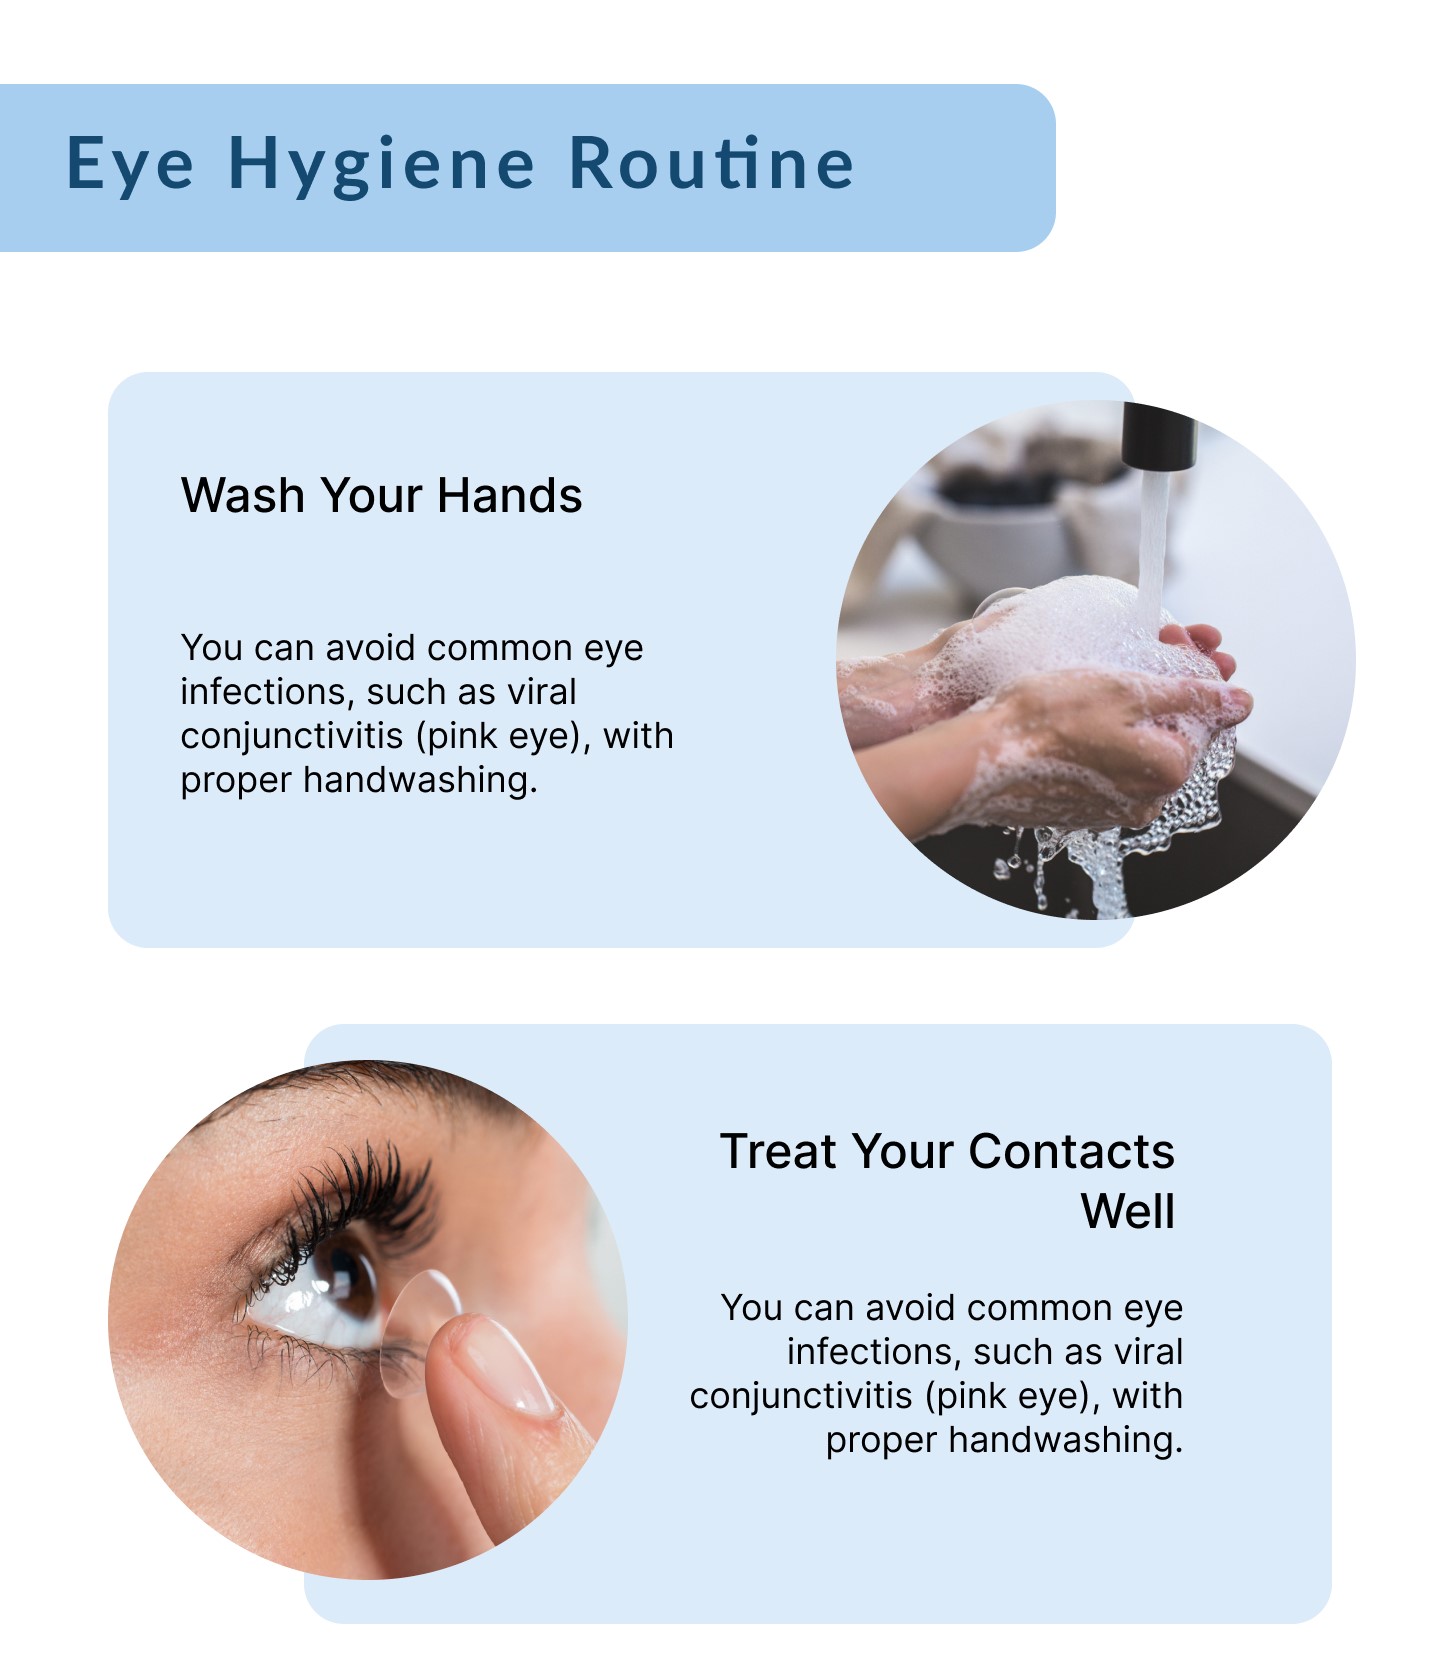 Eye Hygiene Routine
Wash Your Hands
You can avoid common eye
infections, such as viral
conjunctivitis (pink eye), with
proper handwashing.
Treat Your Contacts
Well
You can avoid common eye
infections, such as viral
conjunctivitis (pink eye), with
proper handwashing.